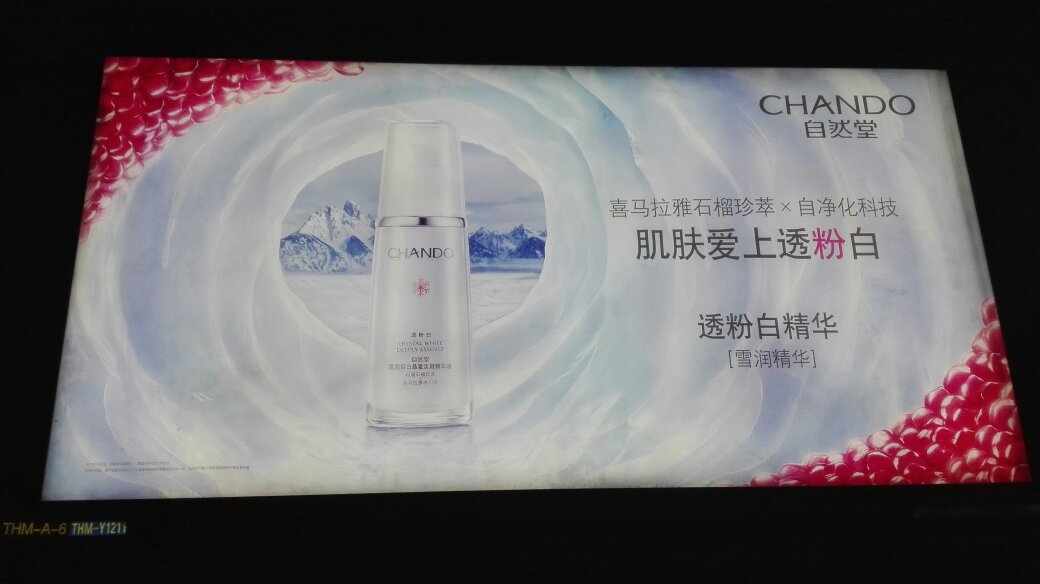 CHANDO
自然堂
喜马拉雅石榴珍萃×自净化科技
肌肤爱上透粉白
透粉白精华
[雪润精华]
CHANDO
透粉白
CRYSTAL WHITE
DEEPLY ESSENCE
自然堂
THM-A-6 THM-Y121